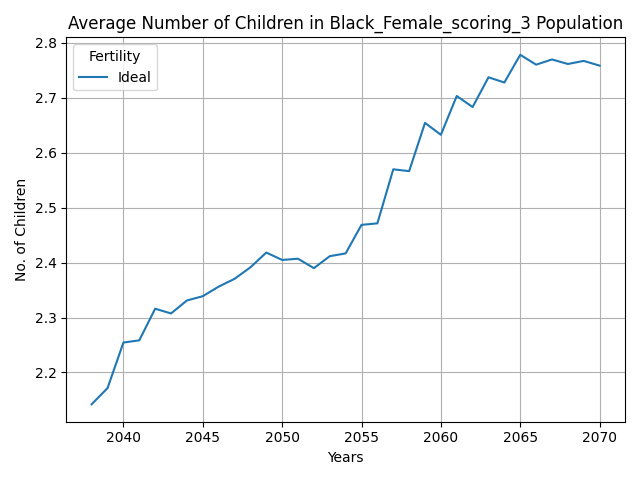 Average Number of Children in Black_Female_scoring_3 Population
Fertility
Ideal
No. of Children
2.8
2.7
2.6
2.5
2.4
2.3
2.2
2040 2045 2050 2055 2060 2065 2070
Years